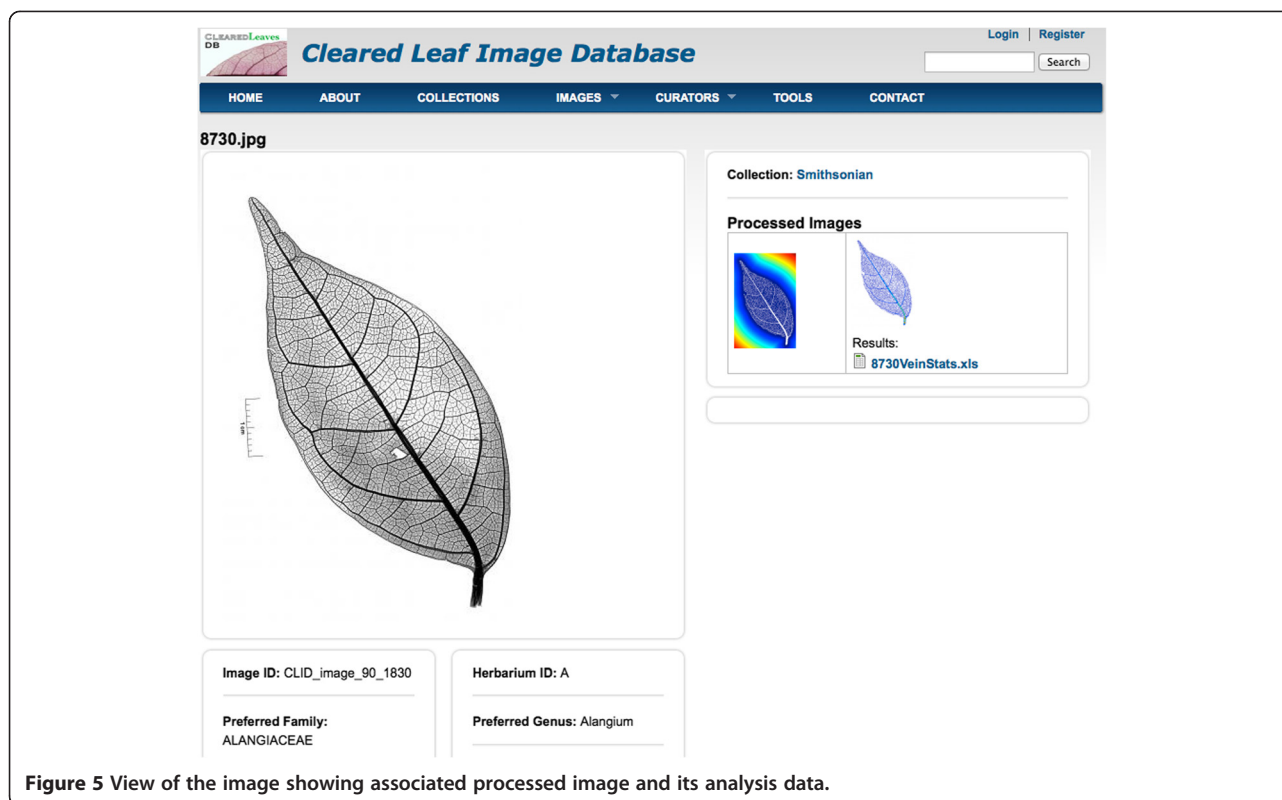 CLEAREDLeaves
DB
Cleared Leaf Image Database
Login | Register
Search
HOME ABOUT COLLECTIONS IMAGES CURATORS TOOLS CONTACT
8730.jpg
1cm
Collection: Smithsonian
Processed Images
Results:
8730VeinStats.xls
Image ID: CLID_image_90_1830
Preferred Family:
ALANGIACEAE
Herbarium ID: A
Preferred Genus: Alangium
Figure 5 View of the image showing associated processed image and its analysis data.